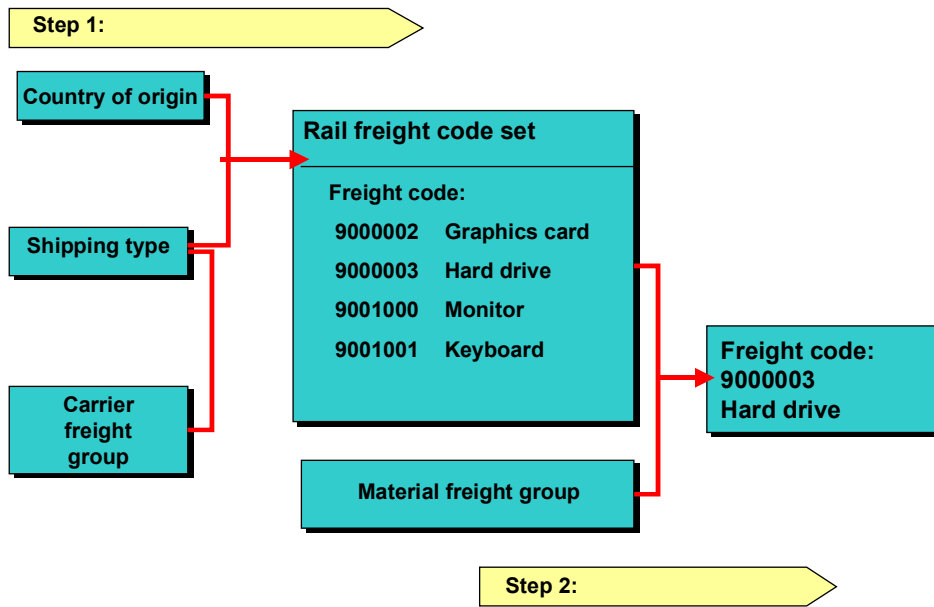 Step 1:
Country of origin
Rail freight code set
Freight code:
9000002 Graphics card
9000003 Hard drive
9001000 Monitor
9001001 Keyboard
Shipping type
Carrier
freight
group
Freight code:
9000003
Hard drive
Material freight group
Step 2: